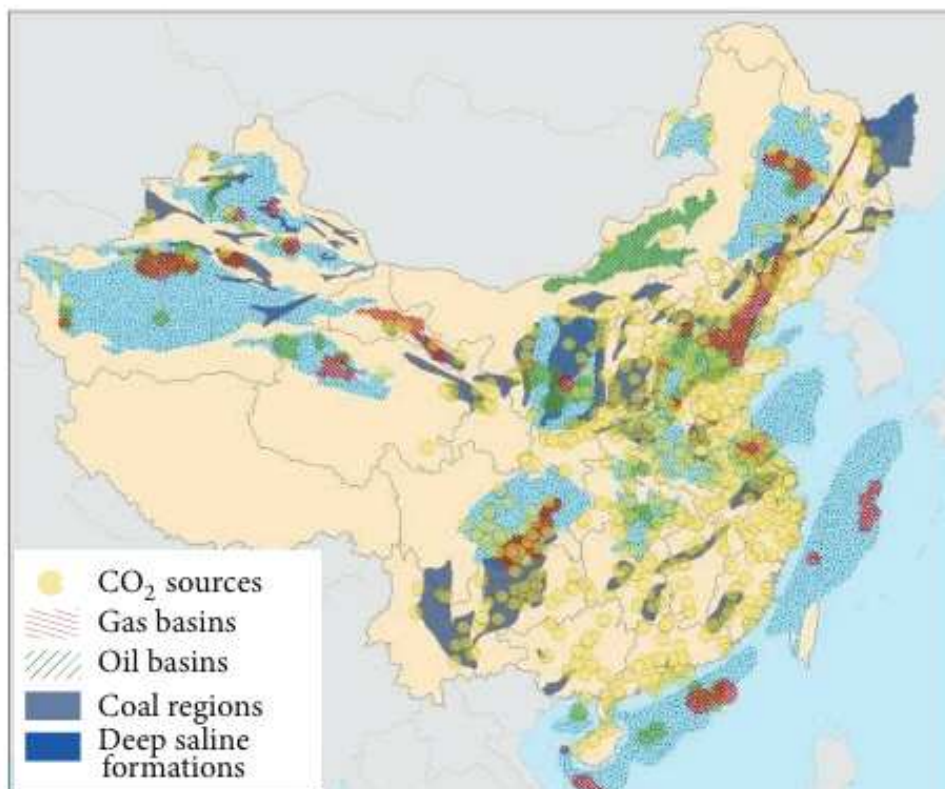 CO₂ sources
Gas basins
Oil basins
Coal regions
Deep saline
formations